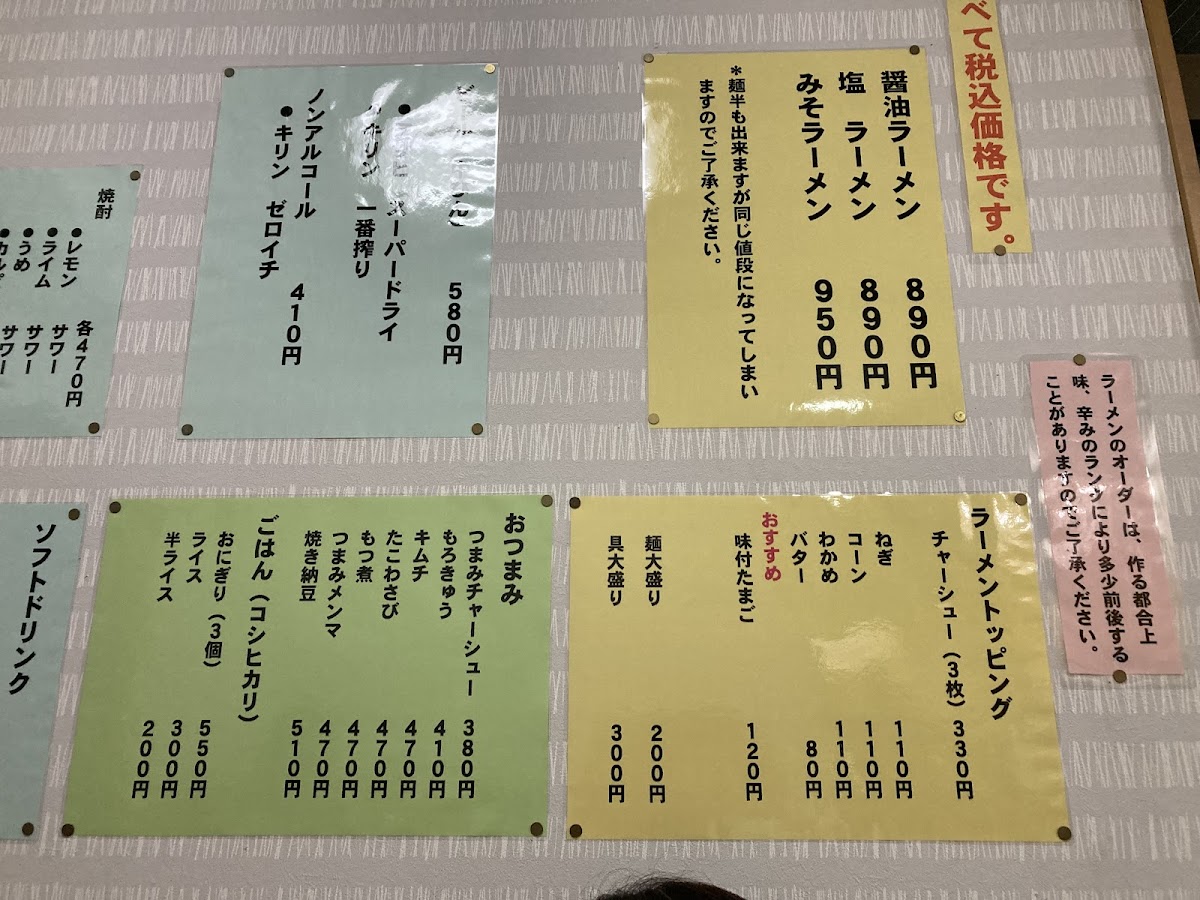 べて税込価格です。
醤油ラーメン 890円
塩 ラーメン 890円
みそラーメン 950円
*麺半も出来ますが同じ値段になってしまい
ますのでご了承ください。
580円
スーパードライ
キリン 一番搾り
ノンアルコール 410円
●キリン ゼロイチ
焼酎 各470円
●レモン サワー
●ライム サワー
●うめ サワー
サワー
ラーメンのオーダーは、作る都合上
味、辛みのランクにより多少前後する
ことがありますのでご了承ください。
ラーメントッピング
チャーシュー(3枚) 330円
ねぎ 110円
コーン 110円
わかめ 110円
バター 80円
おすすめ
味付たまご 120円
麺大盛り 200円
具大盛り 300円
おつまみ
つまみチャーシュー 380円
もろきゅう 410円
キムチ 470円
たこわさび 470円
もつ煮 470円
つまみメンマ 470円
焼き納豆 510円
ごはん(コシヒカリ)
おにぎり(3個) 550円
ライス 300円
半ライス 200円
ソフトドリンク